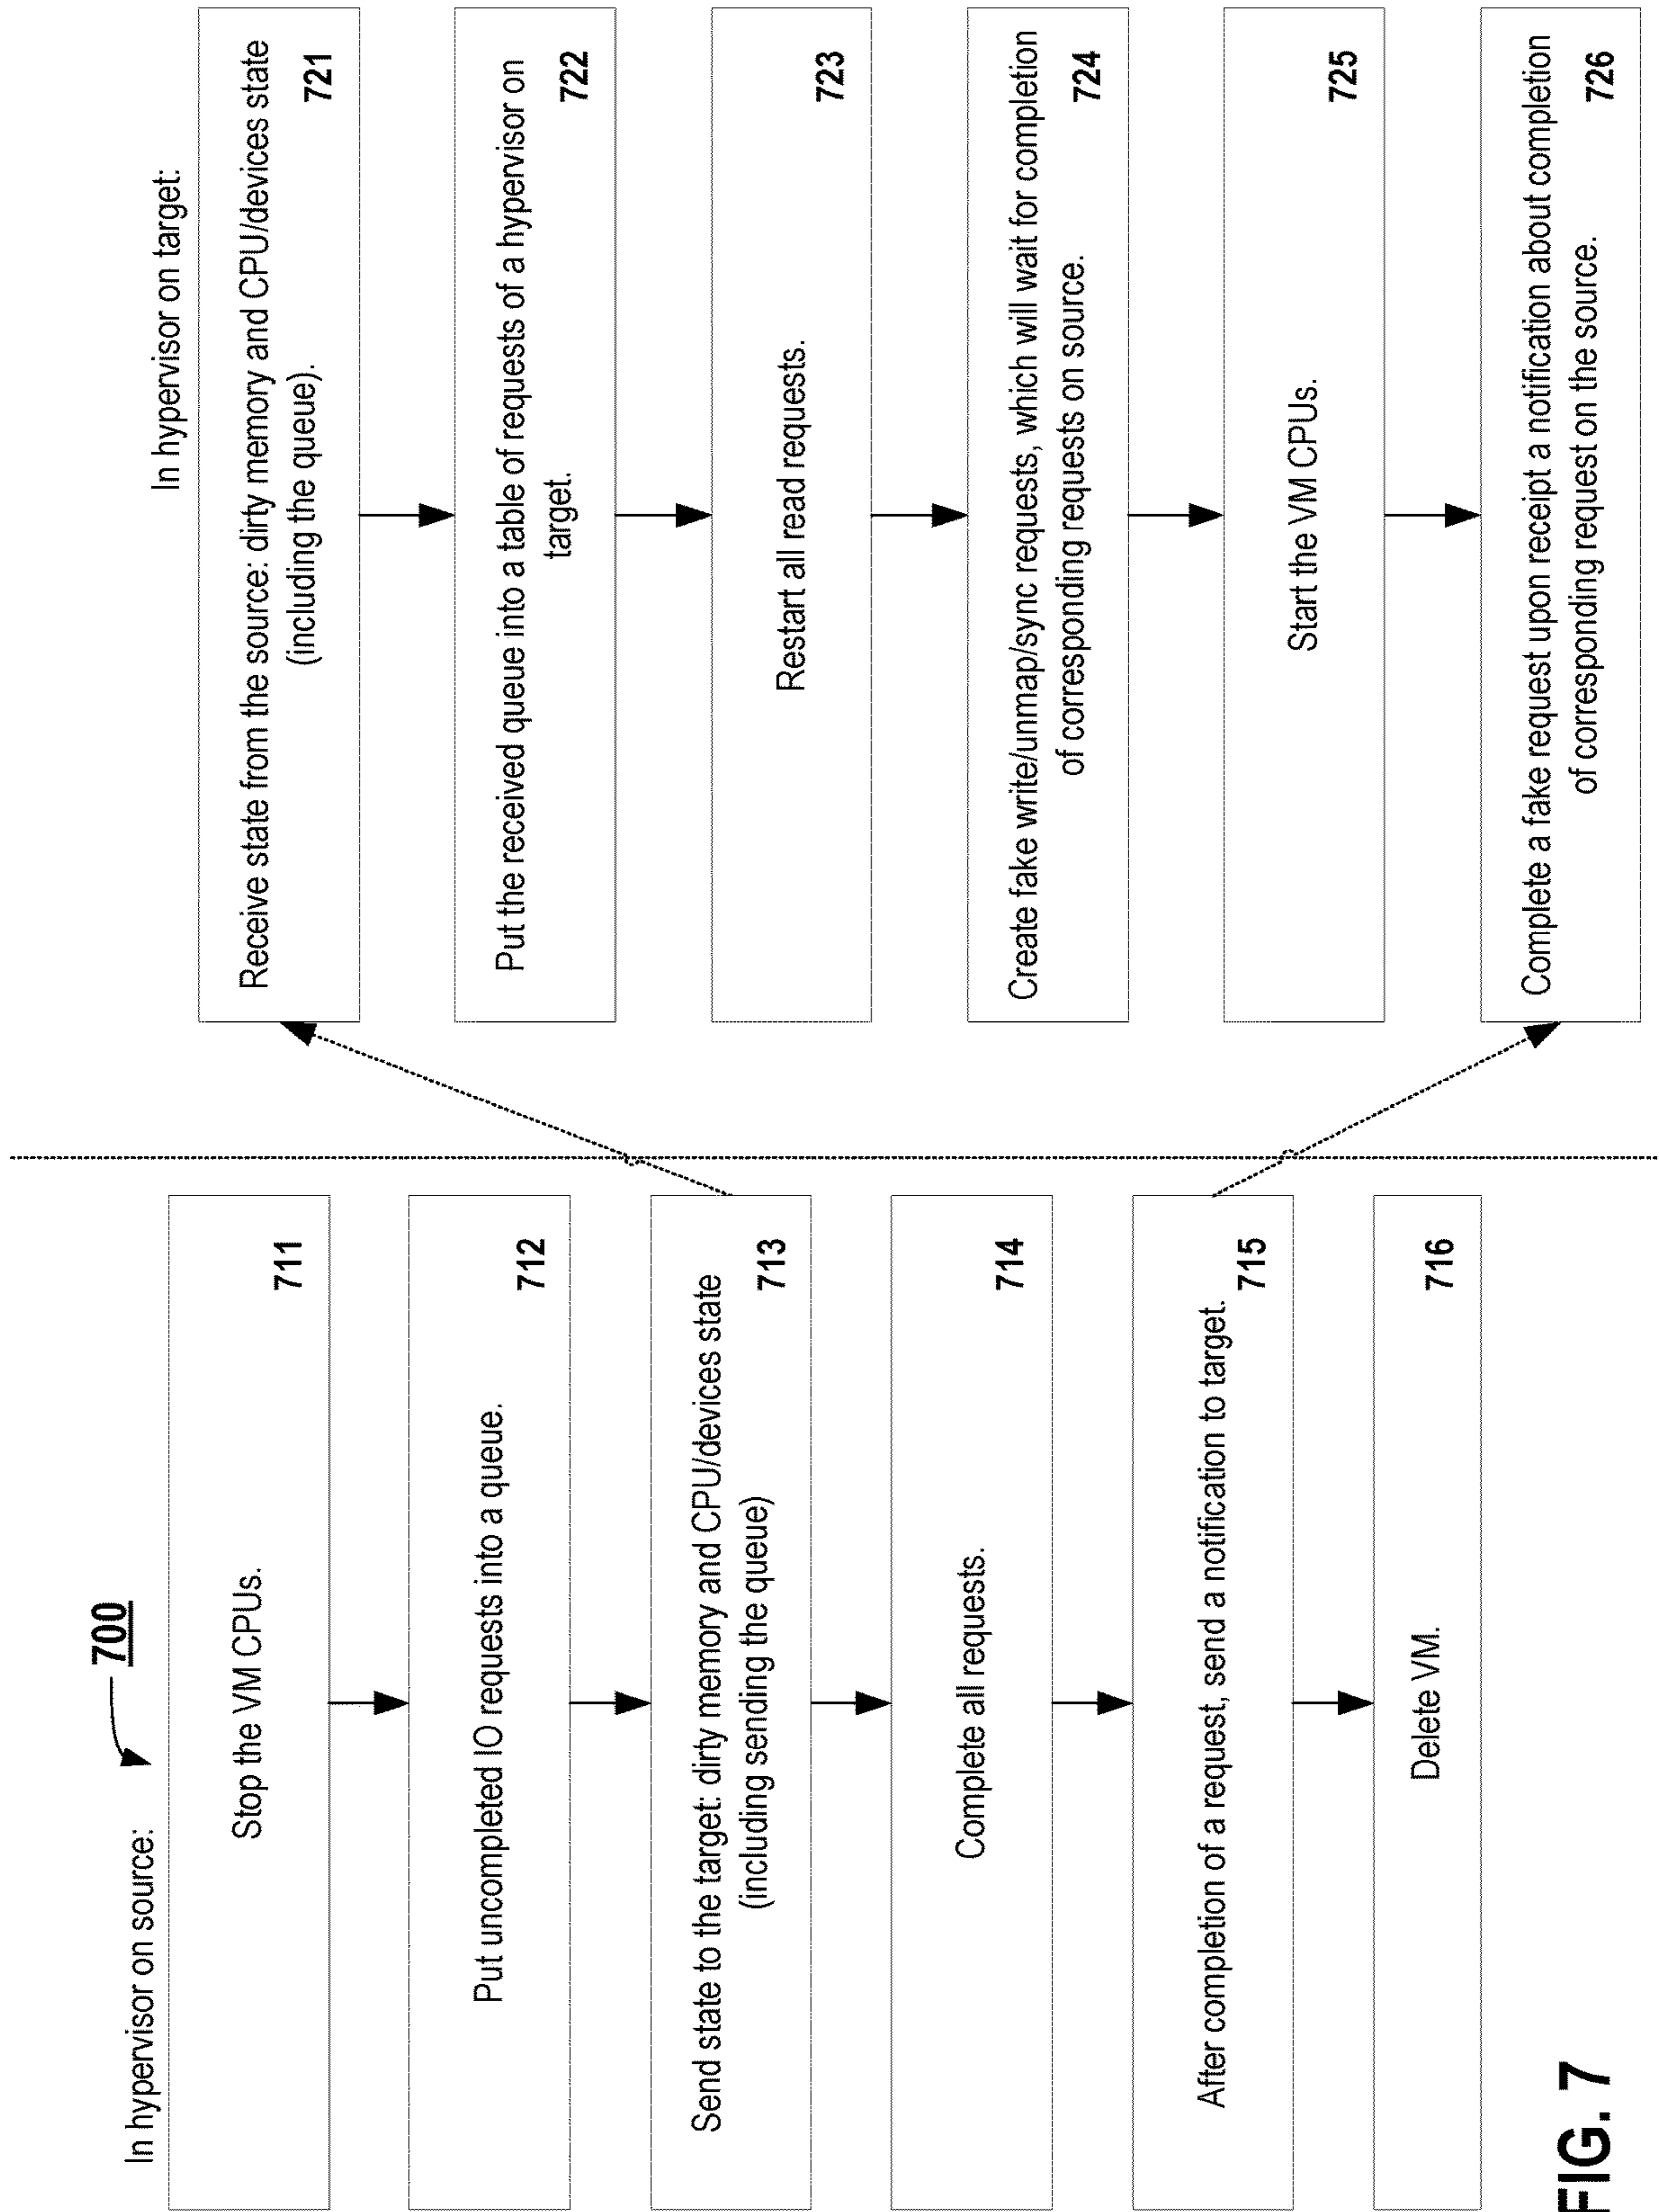 700
In hypervisor on source:
Stop the VM CPUs.
711
Put uncompleted IO requests into a queue.
712
Send state to the target: dirty memory and CPU/devices state
(including sending the queue)
713
Complete all requests.
714
After completion of a request, send a notification to target.
715
Delete VM.
716
In hypervisor on target:
Receive state from the source: dirty memory and CPU/devices state
(including the queue).
721
Put the received queue into a table of requests of a hypervisor on
target.
722
Restart all read requests.
723
Create fake write/unmap/sync requests, which will wait for completion
of corresponding requests on source.
724
Start the VM CPUs.
725
Complete a fake request upon receipt a notification about completion
of corresponding request on the source.
726
FIG. 7